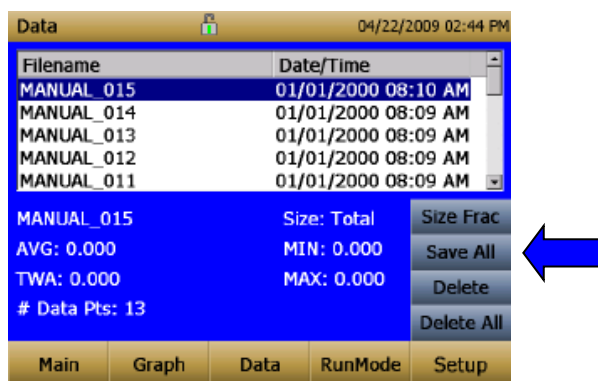 Data 04/22/2009 02:44 PM
Filename Date/Time
MANUAL_015 01/01/2000 08:10 AM
MANUAL_014 01/01/2000 08:09 AM
MANUAL_013 01/01/2000 08:09 AM
MANUAL_012 01/01/2000 08:09 AM
MANUAL_011 01/01/2000 08:09 AM
MANUAL_015 Size: Total Size Frac
AVG: 0.000 MIN: 0.000 Save All
TWA: 0.000 MAX: 0.000 Delete
# Data Pts: 13
Delete All
Main Graph Data RunMode Setup